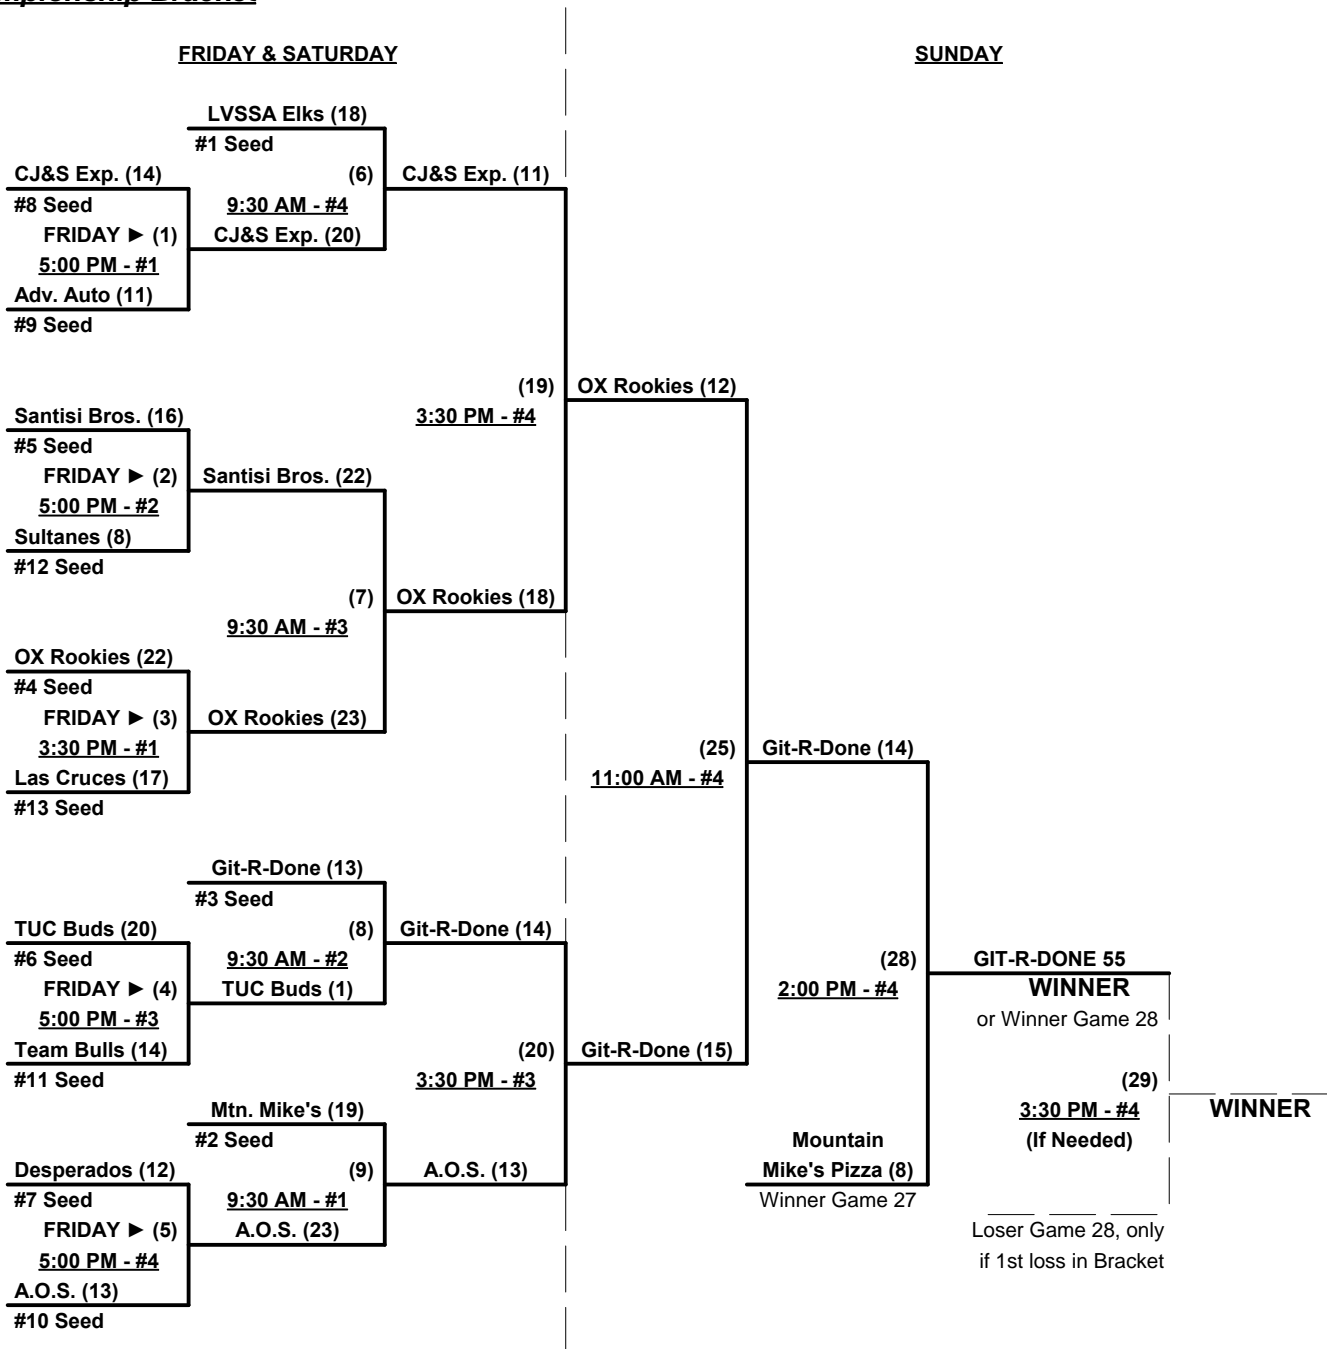 Bracket
FRIDAY & SATURDAY
SUNDAY
LVSSA Elks (18)
#1 Seed
CJ&S Exp. (14)
(6)
CJ&S Exp. (11)
#8 Seed
9:30 AM - #4
FRIDAY ► (1)
CJ&S Exp. (20)
5:00 PM - #1
Adv. Auto (11)
#9 Seed
(19)
OX Rookies (12)
Santisi Bros. (16)
3:30 PM - #4
#5 Seed
FRIDAY ► (2)
Santisi Bros. (22)
5:00 PM - #2
Sultanes (8)
#12 Seed
(7)
OX Rookies (18)
9:30 AM - #3
OX Rookies (22)
#4 Seed
FRIDAY ► (3)
OX Rookies (23)
3:30 PM - #1
(25)
Git-R-Done (14)
Las Cruces (17)
11:00 AM - #4
#13 Seed
Git-R-Done (13)
#3 Seed
TUC Buds (20)
(8)
Git-R-Done (14)
#6 Seed
9:30 AM - #2
(28)
GIT-R-DONE 55
FRIDAY ► (4)
TUC Buds (1)
2:00 PM - #4
WINNER
5:00 PM - #3
or Winner Game 28
Team Bulls (14)
(20)
Git-R-Done (15)
#11 Seed
3:30 PM - #3
(29)
Mtn. Mike's (19)
3:30 PM - #4
WINNER
#2 Seed
Mountain
(If Needed)
Desperados (12)
(9)
A.O.S. (13)
Mike's Pizza (8)
#7 Seed
9:30 AM - #1
Winner Game 27
FRIDAY ► (5)
A.O.S. (23)
Loser Game 28, only
5:00 PM - #4
if 1st loss in Bracket
A.O.S. (13)
#10 Seed